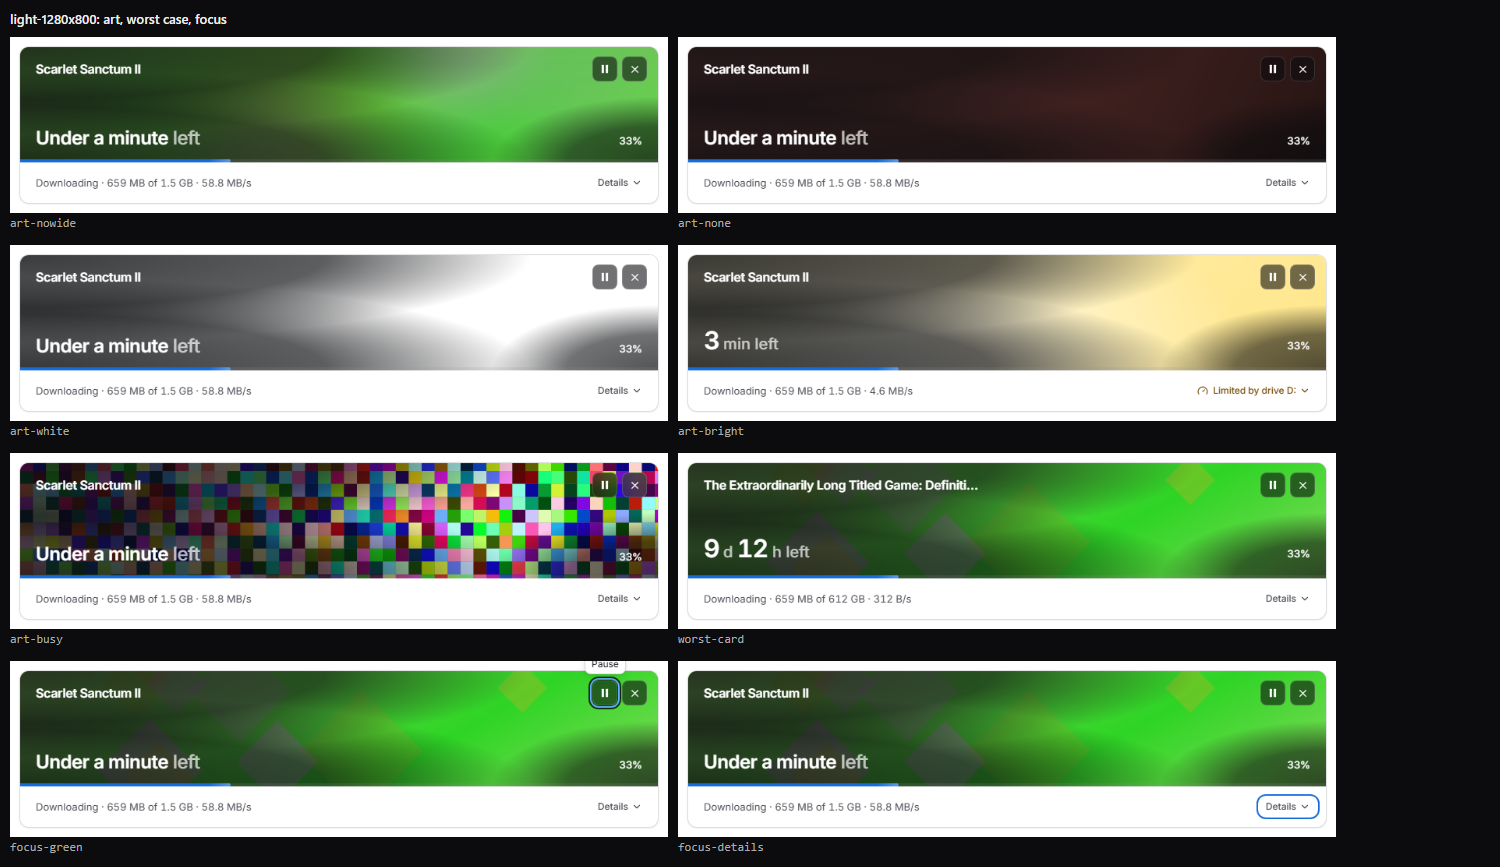 light-1280x800: art, worst case, focus
Scarlet Sanctum II
Under a minute left
33%
Downloading · 659 MB of 1.5 GB · 58.8 MB/s
Details
art-nowide
Scarlet Sanctum II
Under a minute left
33%
Downloading · 659 MB of 1.5 GB · 58.8 MB/s
Details
art-none
Scarlet Sanctum II
Under a minute left
33%
Downloading · 659 MB of 1.5 GB · 58.8 MB/s
Details
art-white
Scarlet Sanctum II
3 min left
33%
Downloading · 659 MB of 1.5 GB · 4.6 MB/s
Limited by drive D:
art-bright
Scarlet Sanctum II
Under a minute left
33%
Downloading · 659 MB of 1.5 GB · 58.8 MB/s
Details
art-busy
The Extraordinarily Long Titled Game: Definiti...
9 d 12 h left
33%
Downloading · 659 MB of 612 GB · 312 B/s
Details
worst-card
Pause
Scarlet Sanctum II
Under a minute left
33%
Downloading · 659 MB of 1.5 GB · 58.8 MB/s
Details
focus-green
Scarlet Sanctum II
Under a minute left
33%
Downloading · 659 MB of 1.5 GB · 58.8 MB/s
Details
focus-details